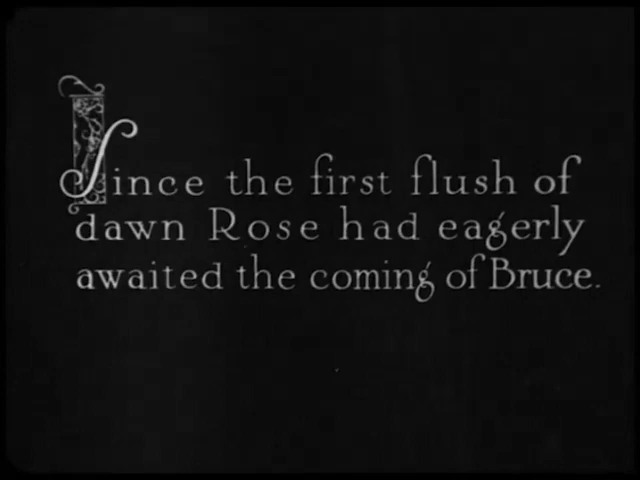 Since the first flush of
dawn Rose had eagerly
awaited the coming of Bruce.